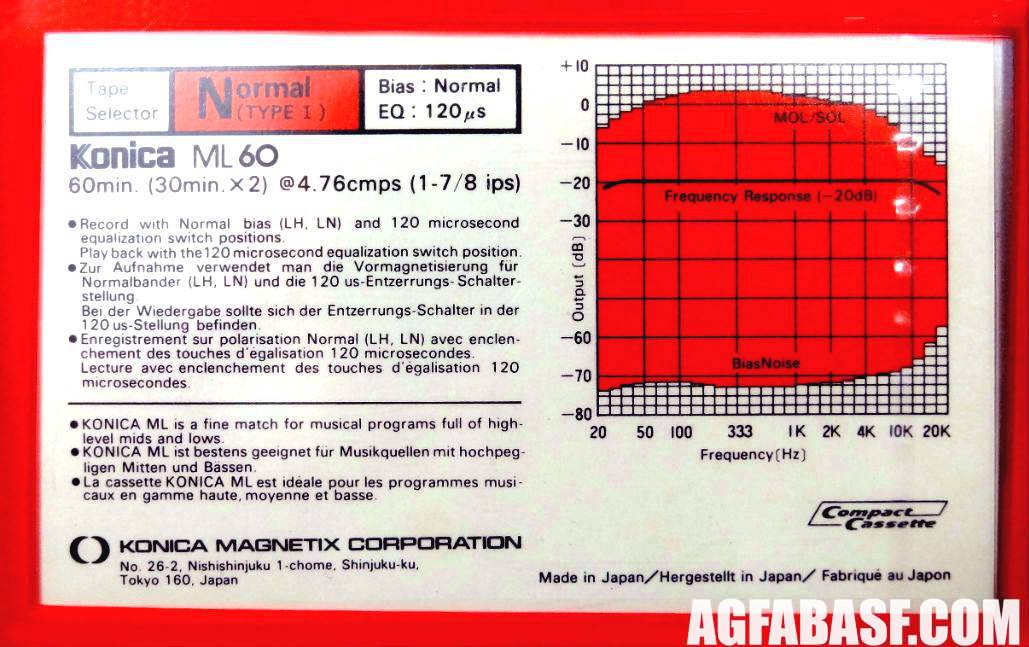 Tape
Selector
Normal
(TYPE I)
Bias : Normal
EQ : 120μs
Konica ML 60
60min. (30min.×2) @4.76cmps (1-7/8 ips)
●Record with Normal bias (LH, LN) and 120 microsecond
equalization switch positions.
Play back with the 120 microsecond equalization switch position.
●Zur Aufnahme verwendet man die Vormagnetisierung für
Normalbander (LH, LN) und die 120 us-Entzerrungs-Schalter-
stellung.
Bei der Wiedergabe sollte sich der Entzerrungs-Schalter in der
120 us-Stellung befinden.
●Enregistrement sur polarisation Normal (LH, LN) avec enclen-
chement des touches d'égalisation 120 microsecondes.
Lecture avec enclenchement des touches d'égalisation 120
microsecondes.
●KONICA ML is a fine match for musical programs full of high-
level mids and lows.
●KONICA ML ist bestens geeignet für Musikquellen mit hochpeg-
ligen Mitten und Bässen.
●La cassette KONICA ML est idéale pour les programmes musi-
caux en gamme haute, moyenne et basse.
KONICA MAGNETIX CORPORATION
No. 26-2, Nishishinjuku 1-chome, Shinjuku-ku,
Tokyo 160, Japan
+10
0
−10
−20
−30
−60
−70
−80
Output (dB)
MOL/SOL
Frequency Response (−20dB)
BiasNoise
20 50 100 333 1K 2K 4K 10K 20K
Frequency(Hz)
Compact
Cassette
Made in Japan/Hergestellt in Japan/ Fabriqué au Japon
AGFABASF.COM